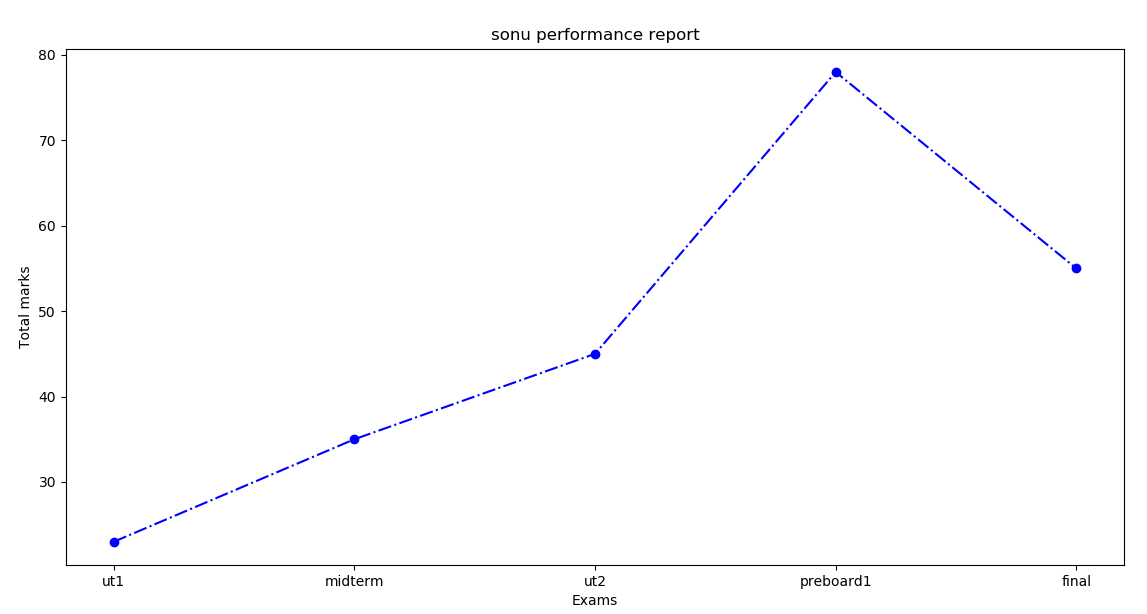 sonu performance report
80
70
60
50
40
30
Total marks
ut1 midterm ut2 preboard1 final
Exams